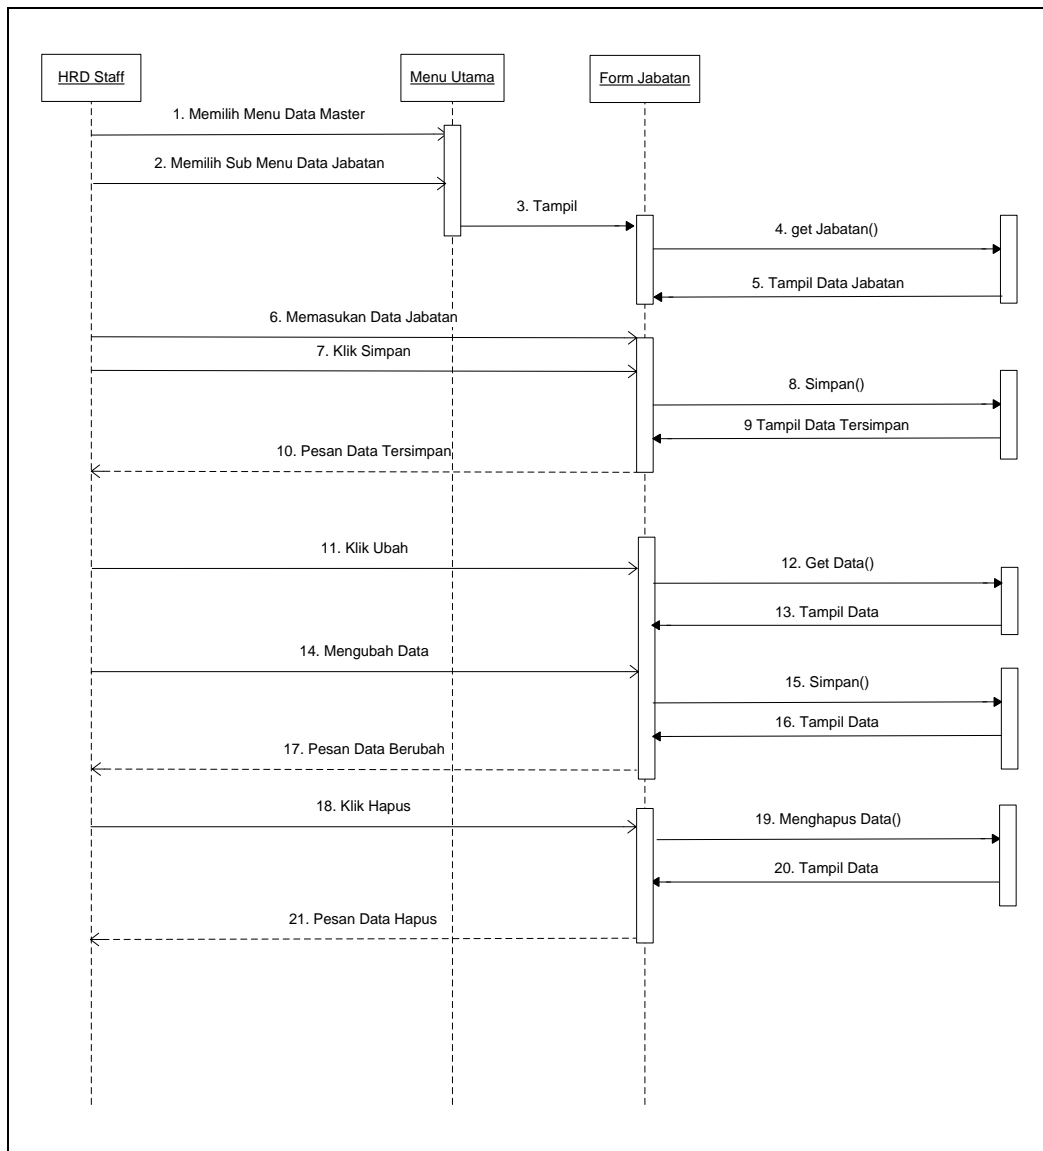 HRD Staff
Menu Utama
Form Jabatan
1. Memilih Menu Data Master
2. Memilih Sub Menu Data Jabatan
3. Tampil
4. get Jabatan()
5. Tampil Data Jabatan
6. Memasukan Data Jabatan
7. Klik Simpan
8. Simpan()
9 Tampil Data Tersimpan
10. Pesan Data Tersimpan
11. Klik Ubah
12. Get Data()
13. Tampil Data
14. Mengubah Data
15. Simpan()
16. Tampil Data
17. Pesan Data Berubah
18. Klik Hapus
19. Menghapus Data()
20. Tampil Data
21. Pesan Data Hapus